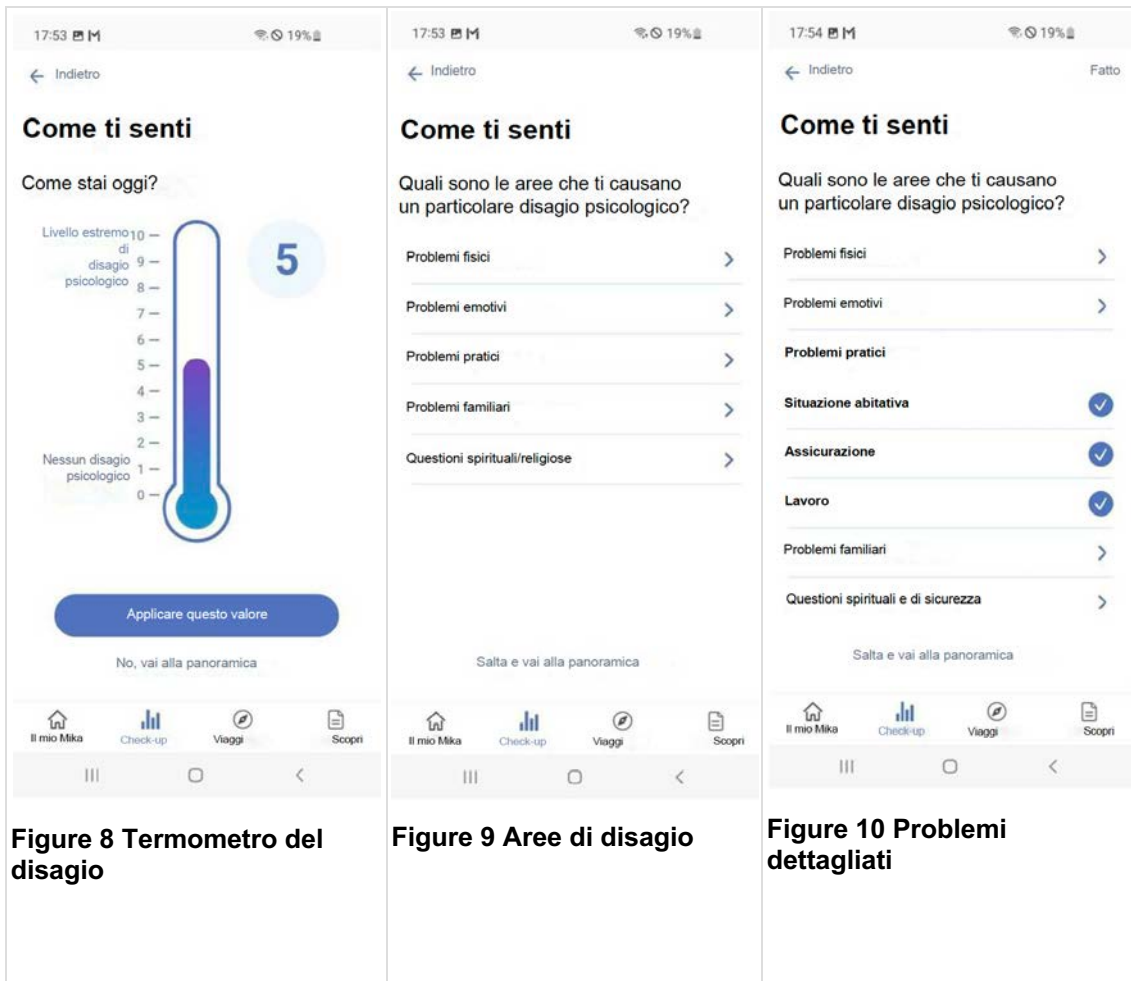 17:53 M 19%
Indietro
Come ti senti
Come stai oggi?
Livello estremo
di
disagio
psicologico
10
9
8
7
6
5
4
3
2
1
0
Nessun disagio
psicologico
5
Applicare questo valore
No, vai alla panoramica
Il mio Mika
Check-up
Viaggi
Scopri
Figure 8 Termometro del
disagio
17:53 M 19%
Indietro
Come ti senti
Quali sono le aree che ti causano
un particolare disagio psicologico?
Problemi fisici
Problemi emotivi
Problemi pratici
Problemi familiari
Questioni spirituali/religiose
Salta e vai alla panoramica
Il mio Mika
Check-up
Viaggi
Scopri
Figure 9 Aree di disagio
17:54 M 19%
Indietro
Fatto
Come ti senti
Quali sono le aree che ti causano
un particolare disagio psicologico?
Problemi fisici
Problemi emotivi
Problemi pratici
Situazione abitativa
Assicurazione
Lavoro
Problemi familiari
Questioni spirituali e di sicurezza
Salta e vai alla panoramica
Il mio Mika
Check-up
Viaggi
Scopri
Figure 10 Problemi
dettagliati